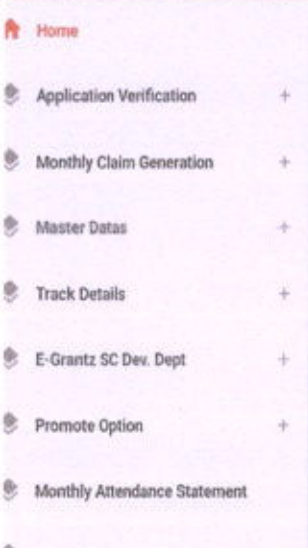 Home
Application Verification +
Monthly Claim Generation +
Master Datas +
Track Details +
E-Grantz SC Dev. Dept +
Promote Option +
Monthly Attendance Statement